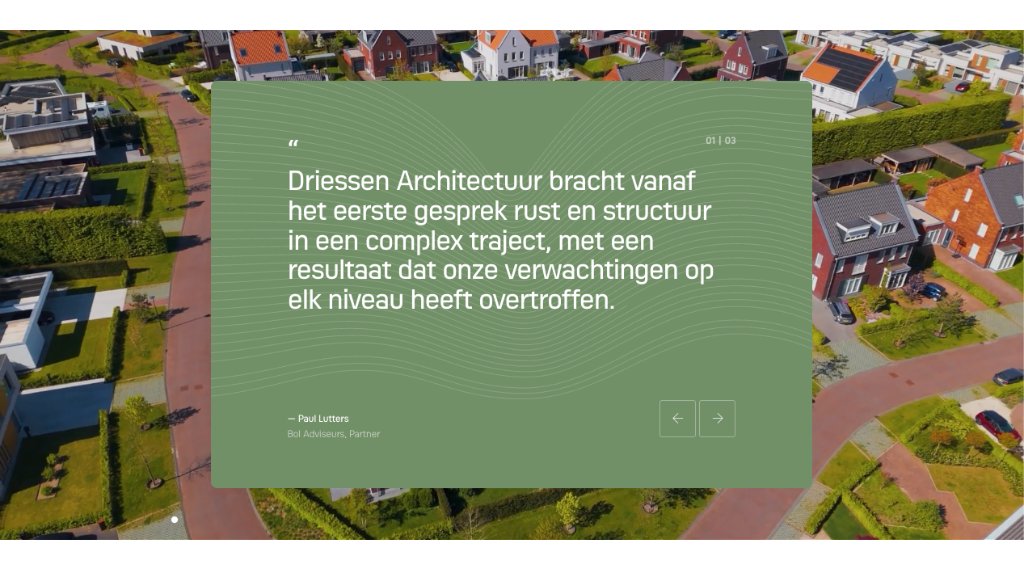 “
01 | 03
Driessen Architectuur bracht vanaf
het eerste gesprek rust en structuur
in een complex traject, met een
resultaat dat onze verwachtingen op
elk niveau heeft overtroffen.
— Paul Lutters
Bol Adviseurs, Partner